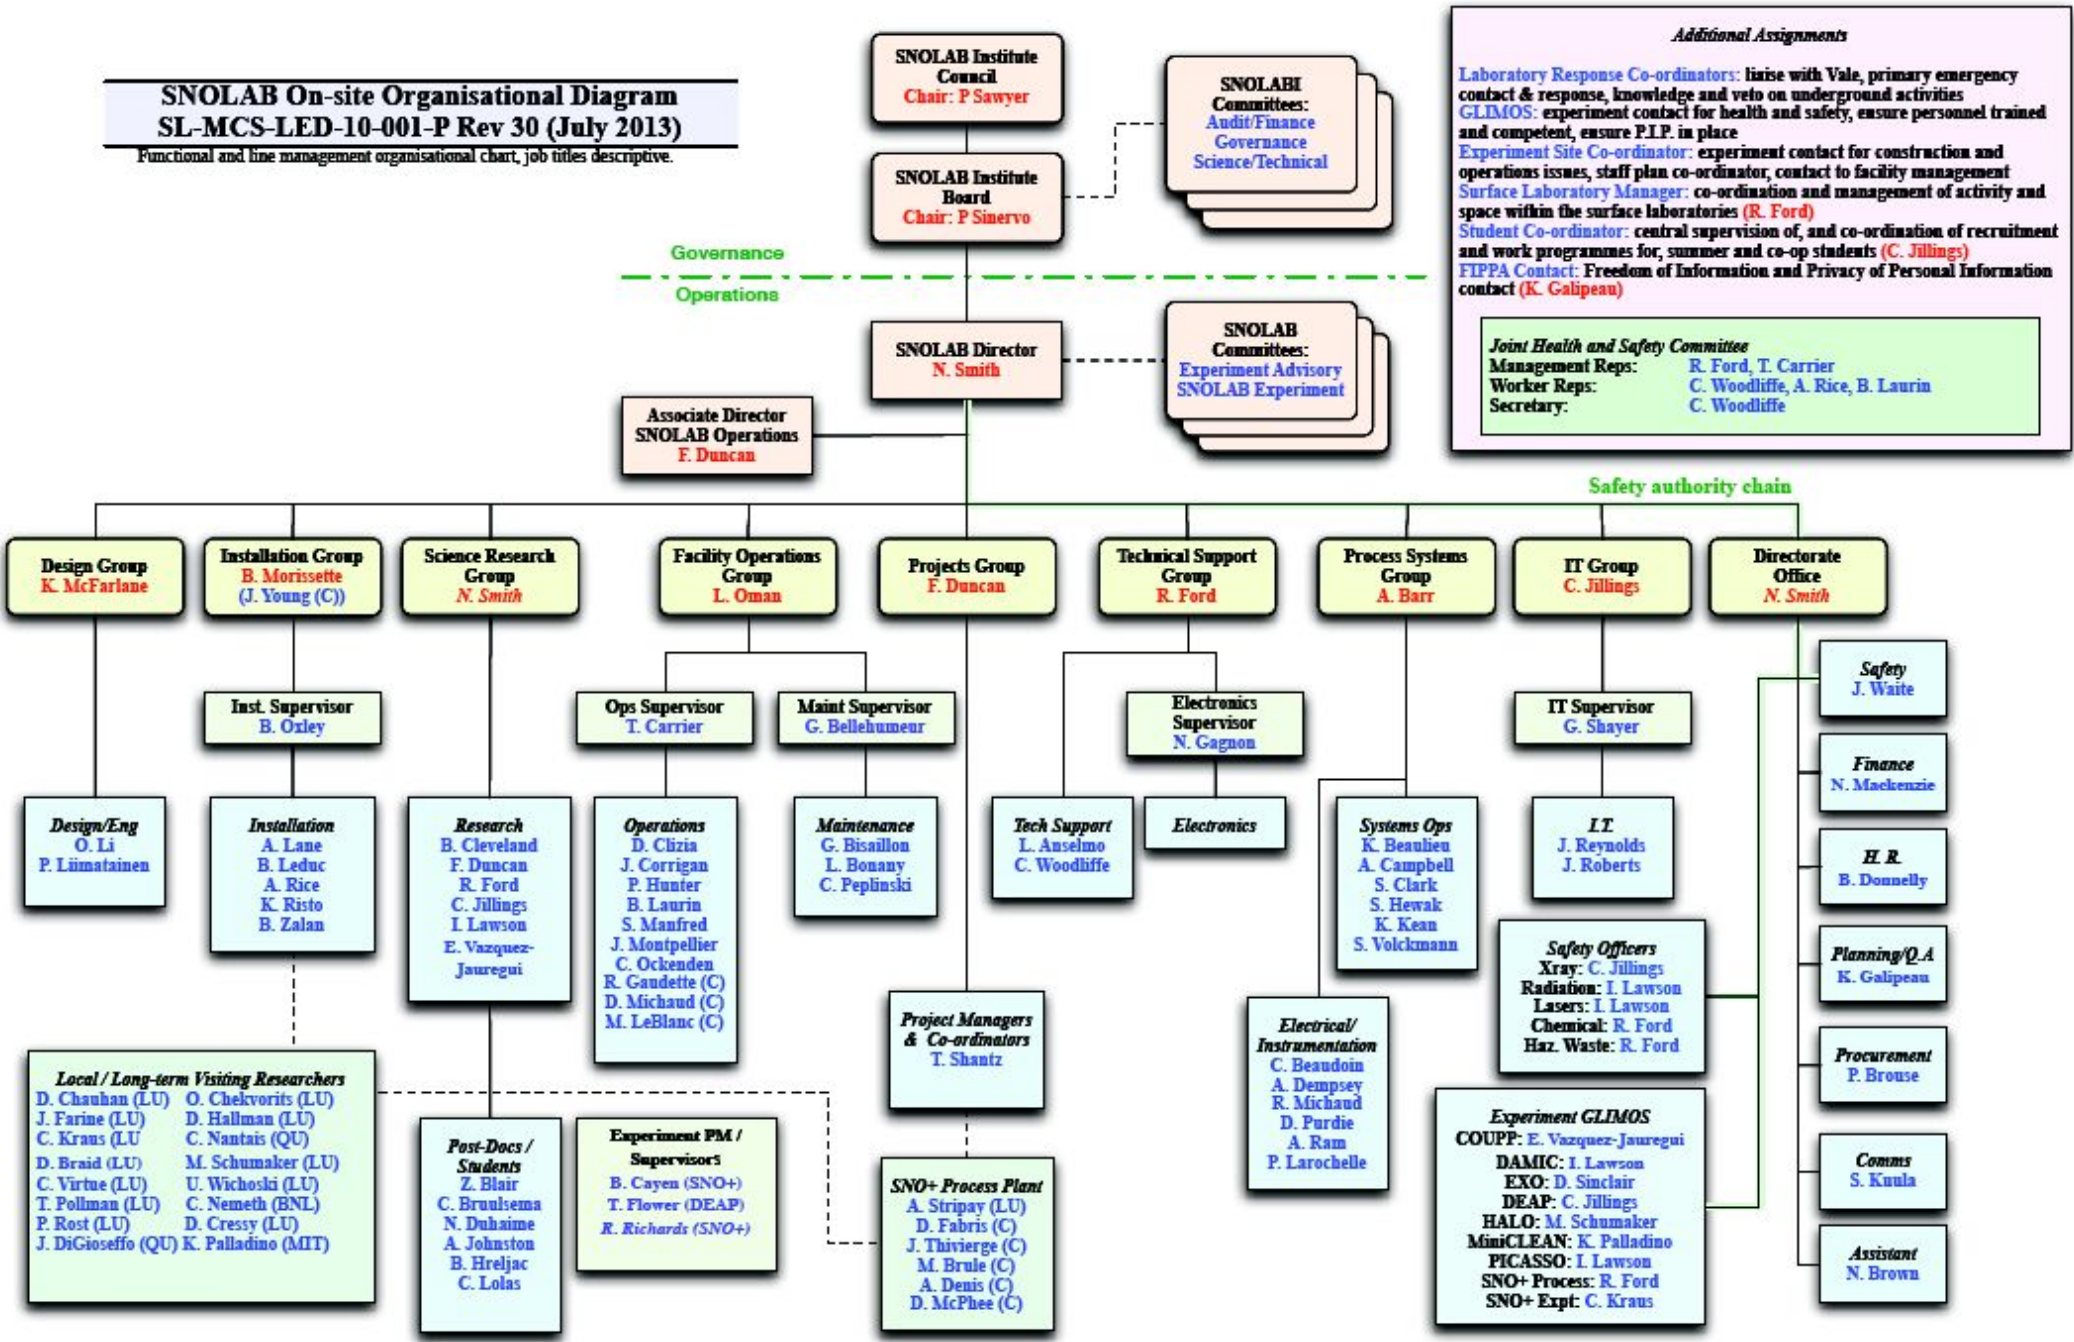 SNOLAB On-site Organisational Diagram
SL-MCS-LED-10-001-P Rev 30 (July 2013)
Functional and line management organisational chart, job titles descriptive.
SNOLAB Institute
Council
Chair: P Sawyer
SNOLAB Institute
Board
Chair: P Sinervo
SNOLABI
Committees:
Audit/Finance
Governance
Science/Technical
Governance
Operations
SNOLAB Director
N. Smith
SNOLAB
Committees:
Experiment Advisory
SNOLAB Experiment
Associate Director
SNOLAB Operations
F. Duncan
Additional Assignments
Laboratory Response Co-ordinators: liaise with Vale, primary emergency
contact & response, knowledge and veto on underground activities
GLIMOS: experiment contact for health and safety, ensure personnel trained
and competent, ensure P.I.P. in place
Experiment Site Co-ordinator: experiment contact for construction and
operations issues, staff plan co-ordinator, contact to facility management
Surface Laboratory Manager: co-ordination and management of activity and
space within the surface laboratories (R. Ford)
Student Co-ordinator: central supervision of, and co-ordination of recruitment
and work programmes for, summer and co-op students (C. Jillings)
FIPPA Contact: Freedom of Information and Privacy of Personal Information
contact (K. Galipeau)
Joint Health and Safety Committee
Management Reps: R. Ford, T. Carrier
Worker Reps: C. Woodliffe, A. Rice, B. Laurin
Secretary: C. Woodliffe
Safety authority chain
Design Group
K. McFarlane
Installation Group
B. Morissette
(J. Young (C))
Science Research
Group
N. Smith
Facility Operations
Group
L. Oman
Projects Group
F. Duncan
Technical Support
Group
R. Ford
Process Systems
Group
A. Barr
IT Group
C. Jillings
Directorate
Office
N. Smith
Inst. Supervisor
B. Oxley
Ops Supervisor
T. Carrier
Maint Supervisor
G. Bellehumeur
Electronics
Supervisor
N. Gagnon
IT Supervisor
G. Shayer
Safety
J. Waite
Finance
N. Mackenzie
H. R.
B. Donnelly
Planning/Q.A
K. Galipeau
Procurement
P. Brouse
Comms
S. Kuula
Assistant
N. Brown
Design/Eng
O. Li
P. Liimatainen
Installation
A. Lane
B. Leduc
A. Rice
K. Risto
B. Zalan
Research
B. Cleveland
F. Duncan
R. Ford
C. Jillings
I. Lawson
E. Vazquez-
Jauregui
Operations
D. Clizia
J. Corrigan
P. Hunter
B. Laurin
S. Manfred
J. Montpellier
C. Ockenden
R. Gaudette (C)
D. Michaud (C)
M. LeBlanc (C)
Maintenance
G. Bisaillon
L. Bonany
C. Peplinski
Tech Support
L. Anselmo
C. Woodliffe
Electronics
Systems Ops
K. Beaulieu
A. Campbell
S. Clark
S. Hewak
K. Kean
S. Volckmann
I.T.
J. Reynolds
J. Roberts
Safety Officers
Xray: C. Jillings
Radiation: I. Lawson
Lasers: I. Lawson
Chemical: R. Ford
Haz. Waste: R. Ford
Project Managers
& Co-ordinators
T. Shantz
Electrical/
Instrumentation
C. Beaudoin
A. Dempsey
R. Michaud
D. Purdie
A. Ram
P. Larochelle
Local / Long-term Visiting Researchers
D. Chauhan (LU) O. Chekvorits (LU)
J. Farine (LU) D. Hallman (LU)
C. Kraus (LU C. Nantais (QU)
D. Braid (LU) M. Schumaker (LU)
C. Virtue (LU) U. Wichoski (LU)
T. Pollman (LU) C. Nemeth (BNL)
P. Rost (LU) D. Cressy (LU)
J. DiGioseffo (QU) K. Palladino (MIT)
Post-Docs /
Students
Z. Blair
C. Bruulsema
N. Duhaime
A. Johnston
B. Hreljac
C. Lolas
Experiment PM /
Supervisors
B. Cayen (SNO+)
T. Flower (DEAP)
R. Richards (SNO+)
SNO+ Process Plant
A. Stripay (LU)
D. Fabris (C)
J. Thivierge (C)
M. Brule (C)
A. Denis (C)
D. McPhee (C)
Experiment GLIMOS
COUPP: E. Vazquez-Jauregui
DAMIC: I. Lawson
EXO: D. Sinclair
DEAP: C. Jillings
HALO: M. Schumaker
MiniCLEAN: K. Palladino
PICASSO: I. Lawson
SNO+ Process: R. Ford
SNO+ Expt: C. Kraus